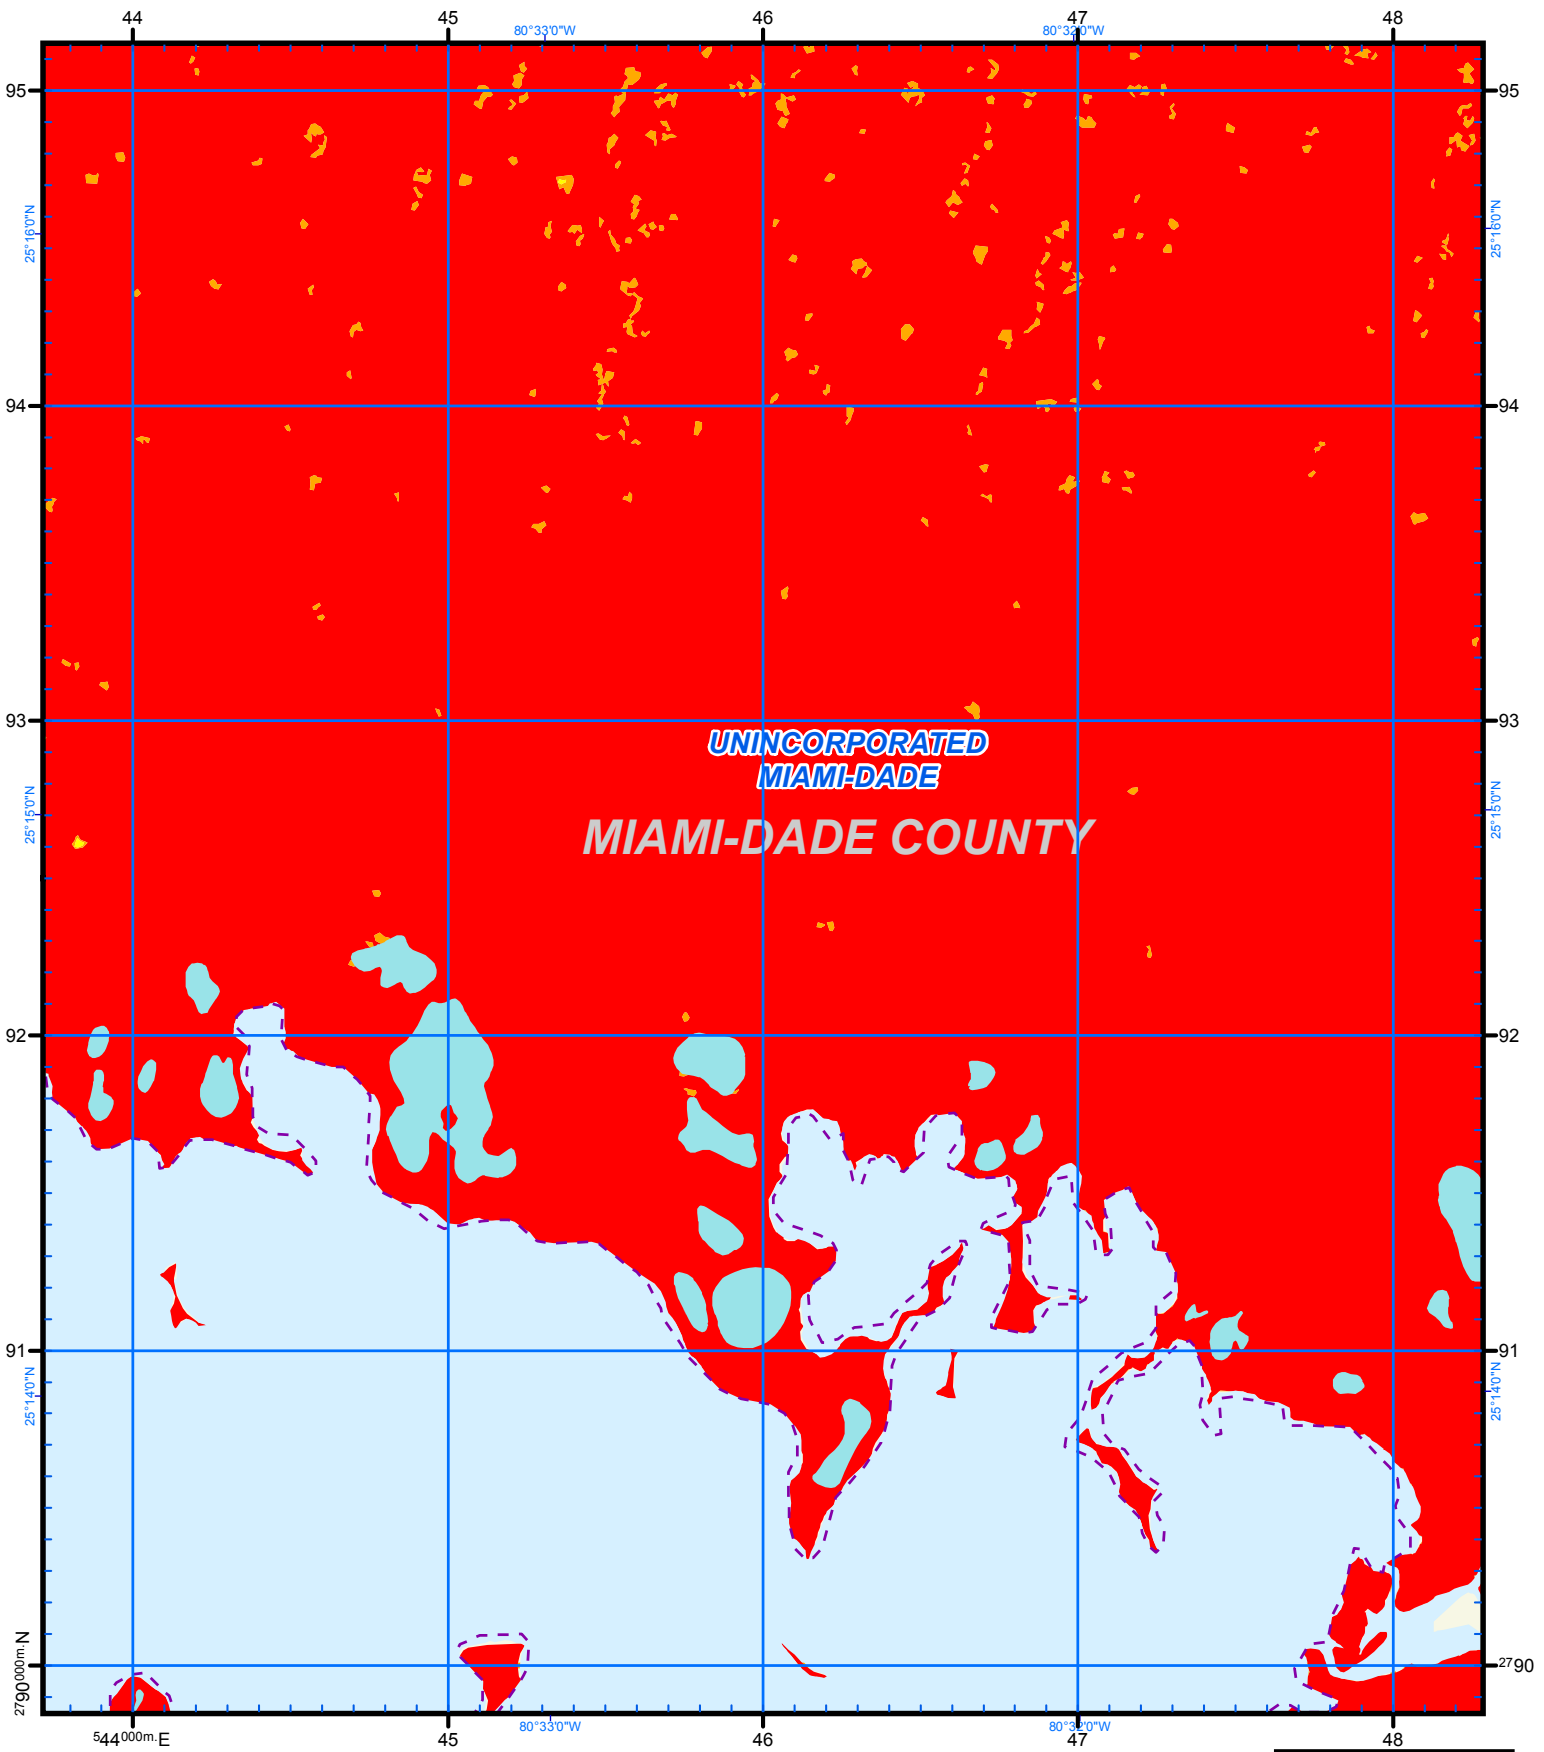 44 45 46 47 48
80°33'0"W 80°32'0"W
95 95
25°16'0"N 25°16'0"N
94 94
93 93
UNINCORPORATED
MIAMI-DADE
25°15'0"N 25°15'0"N
MIAMI-DADE COUNTY
92 92
91 91
25°14'0"N 25°14'0"N
2790000m. N 2790
80°33'0"W 80°32'0"W
544000m. E 45 46 47 48